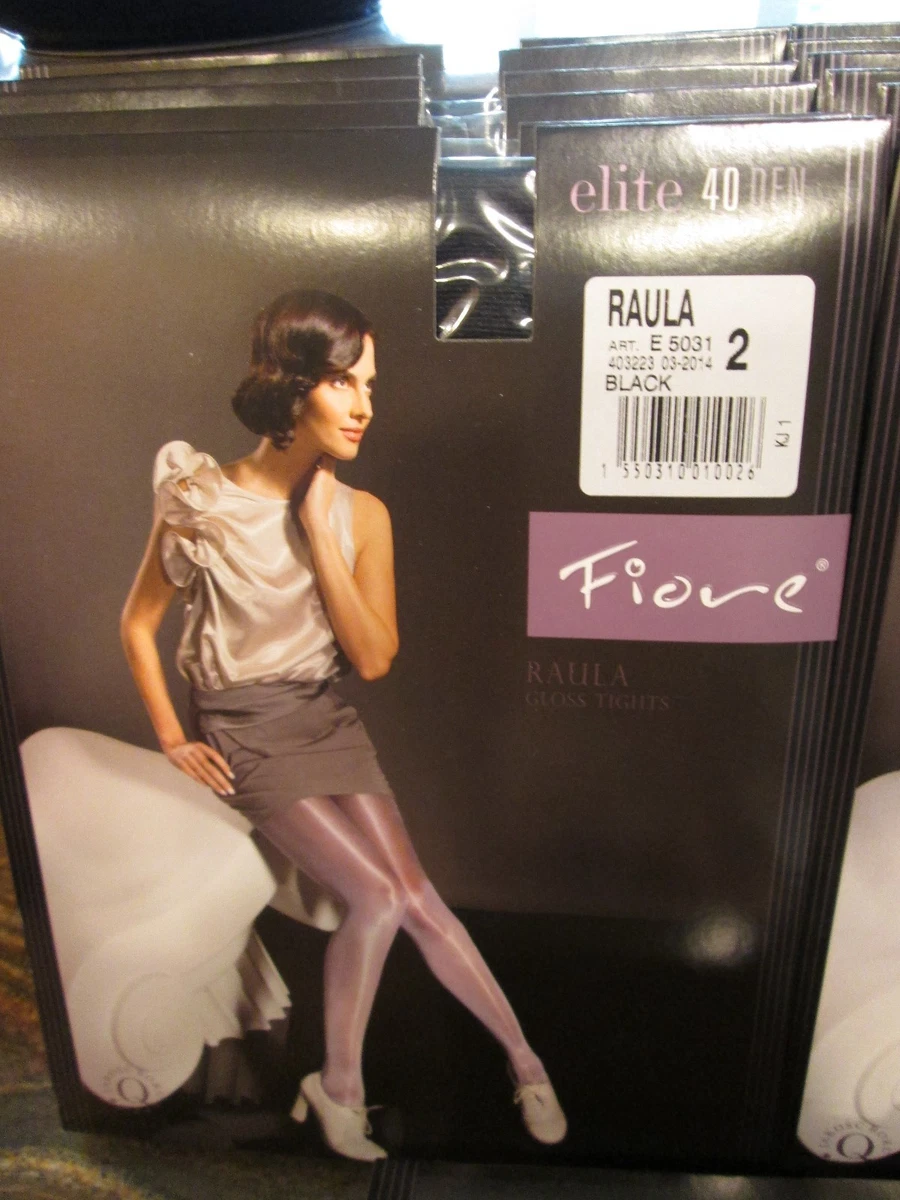 elite 40 DEN
RAULA
ART. E 5031 2
403223 03-2014
BLACK
KJ 1
1 550310 010026
Fiore®
RAULA
GLOSS TIGHTS
Q
Q